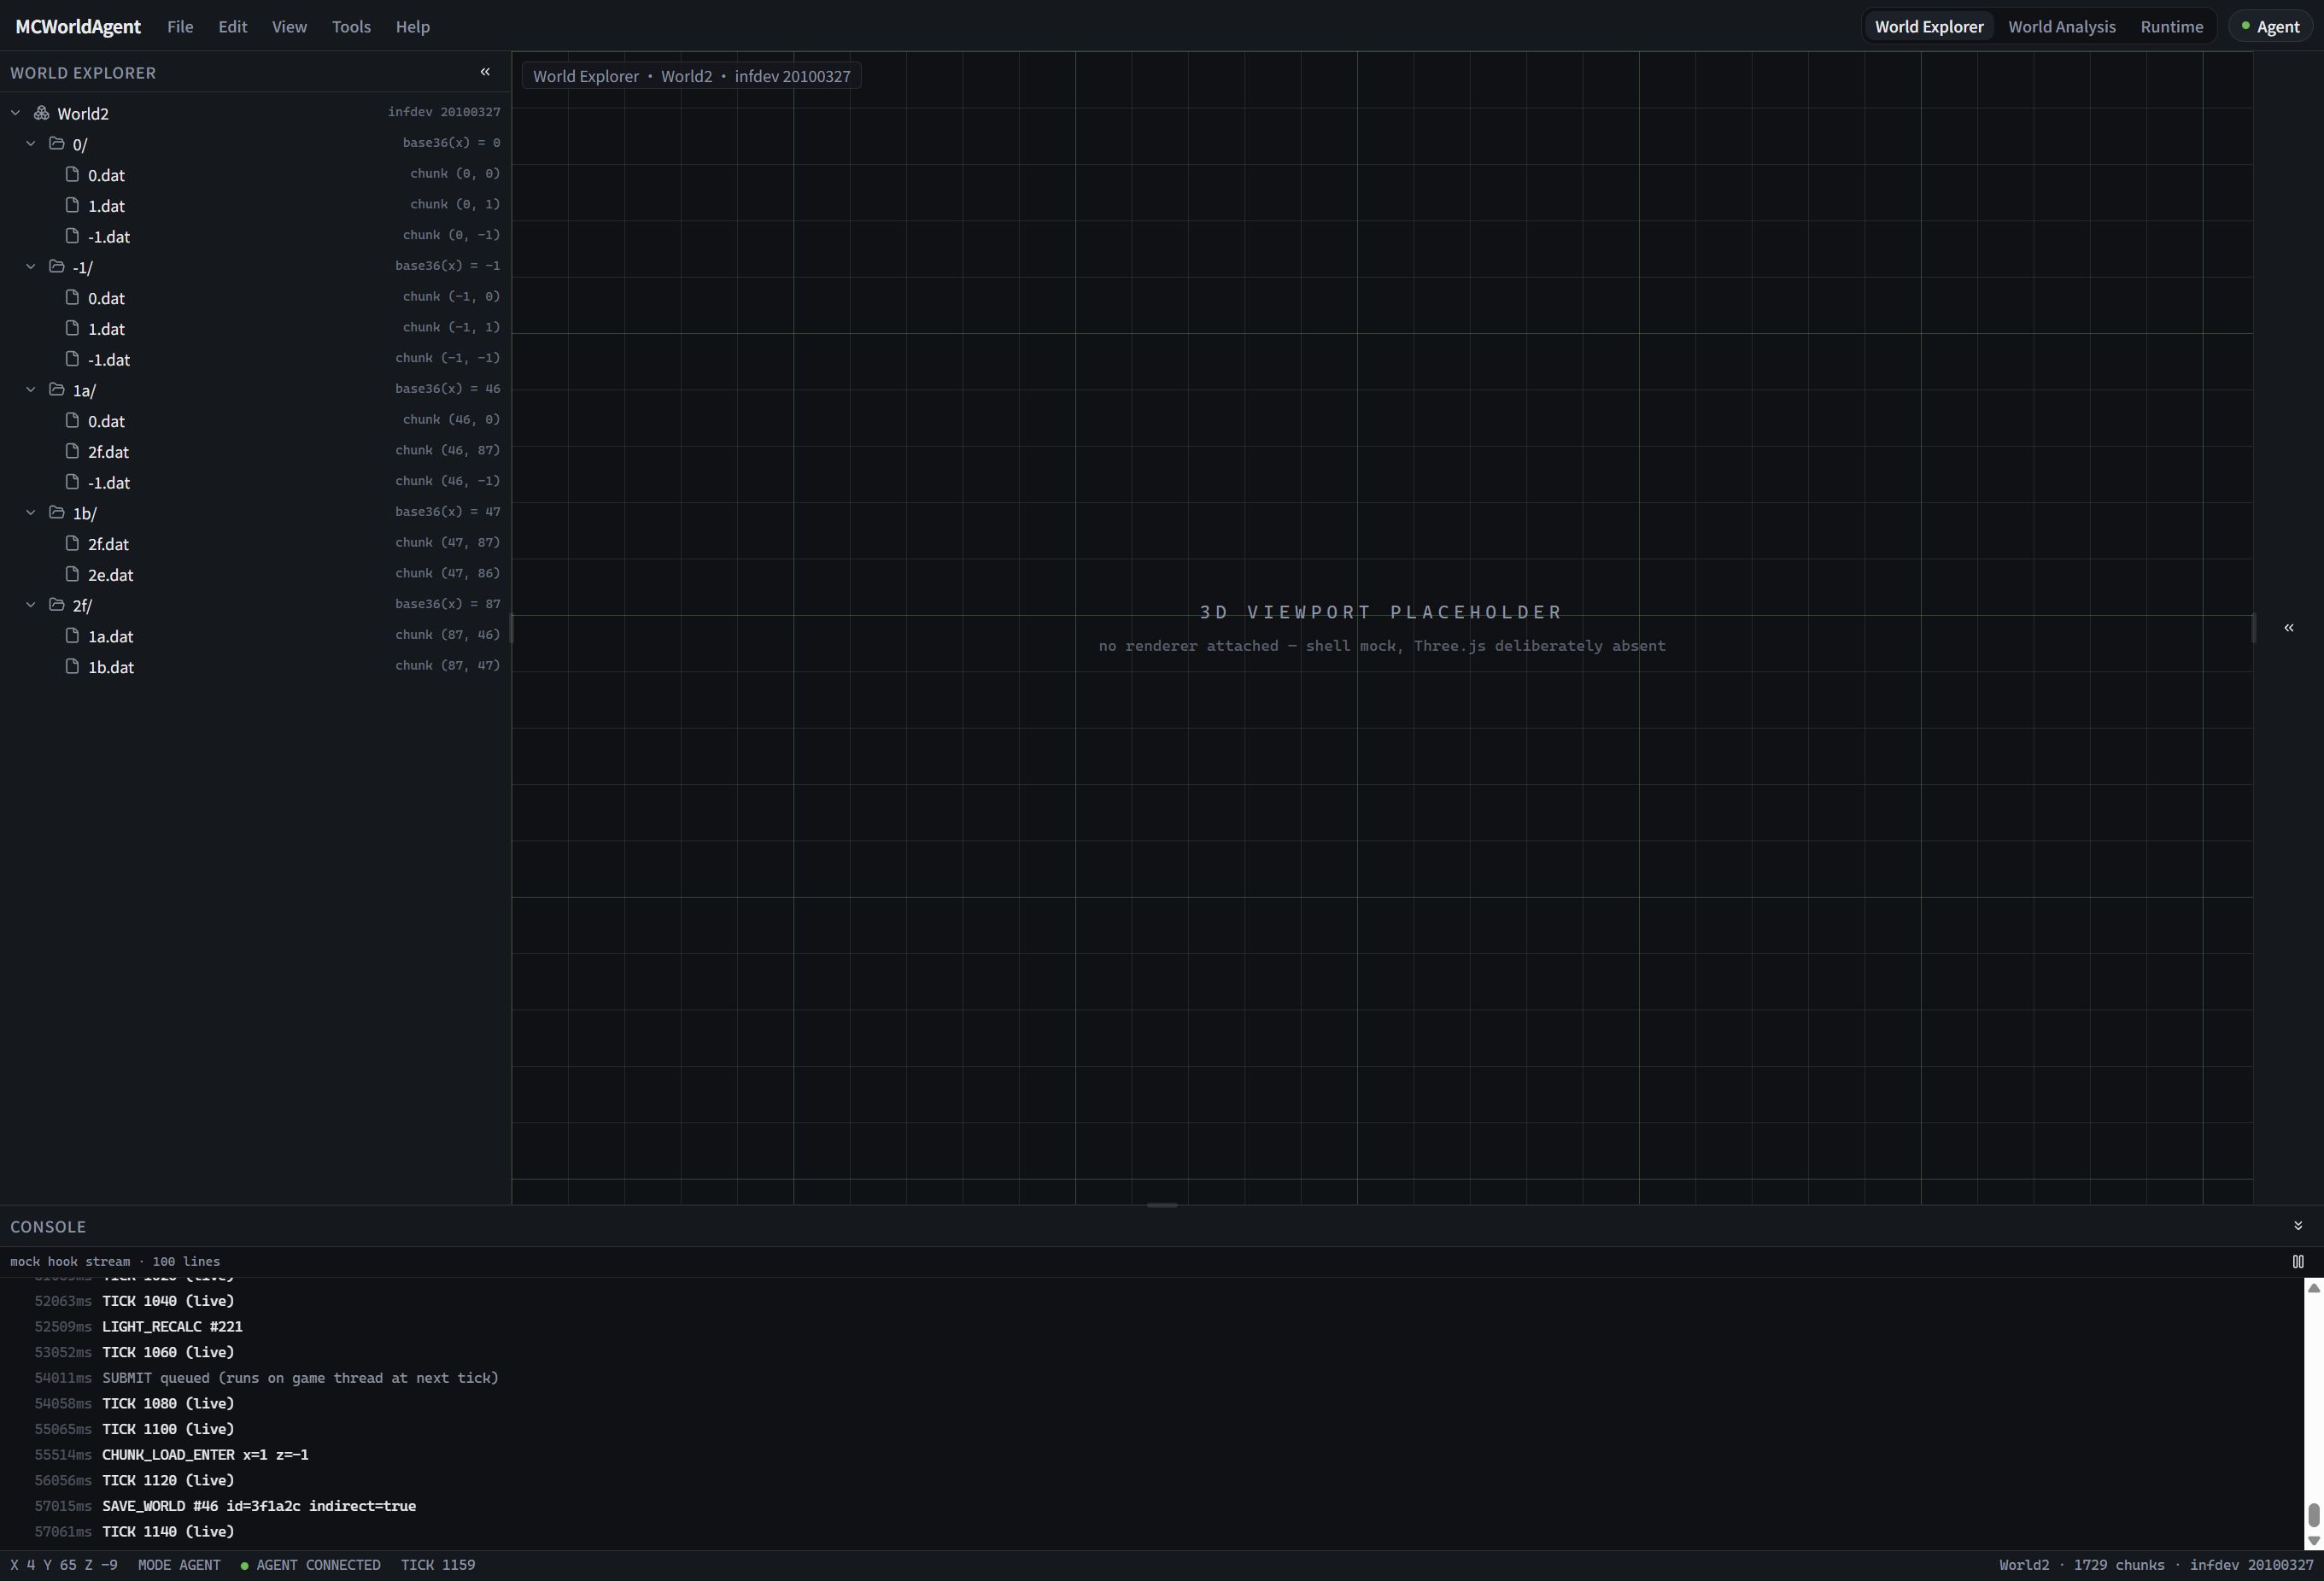 MCWorldAgent File Edit View Tools Help World Explorer World Analysis Runtime Agent
WORLD EXPLORER
World Explorer • World2 • infdev 20100327
World2 infdev 20100327
0/ base36(x) = 0
0.dat chunk (0, 0)
1.dat chunk (0, 1)
-1.dat chunk (0, −1)
-1/ base36(x) = −1
0.dat chunk (−1, 0)
1.dat chunk (−1, 1)
-1.dat chunk (−1, −1)
1a/ base36(x) = 46
0.dat chunk (46, 0)
2f.dat chunk (46, 87)
-1.dat chunk (46, −1)
1b/ base36(x) = 47
2f.dat chunk (47, 87)
2e.dat chunk (47, 86)
2f/ base36(x) = 87
1a.dat chunk (87, 46)
1b.dat chunk (87, 47)
3D VIEWPORT PLACEHOLDER
no renderer attached — shell mock, Three.js deliberately absent
CONSOLE
mock hook stream · 100 lines
52063ms TICK 1040 (live)
52509ms LIGHT_RECALC #221
53052ms TICK 1060 (live)
54011ms SUBMIT queued (runs on game thread at next tick)
54058ms TICK 1080 (live)
55065ms TICK 1100 (live)
55514ms CHUNK_LOAD_ENTER x=1 z=−1
56056ms TICK 1120 (live)
57015ms SAVE_WORLD #46 id=3f1a2c indirect=true
57061ms TICK 1140 (live)
X 4 Y 65 Z −9 MODE AGENT AGENT CONNECTED TICK 1159 World2 · 1729 chunks · infdev 20100327